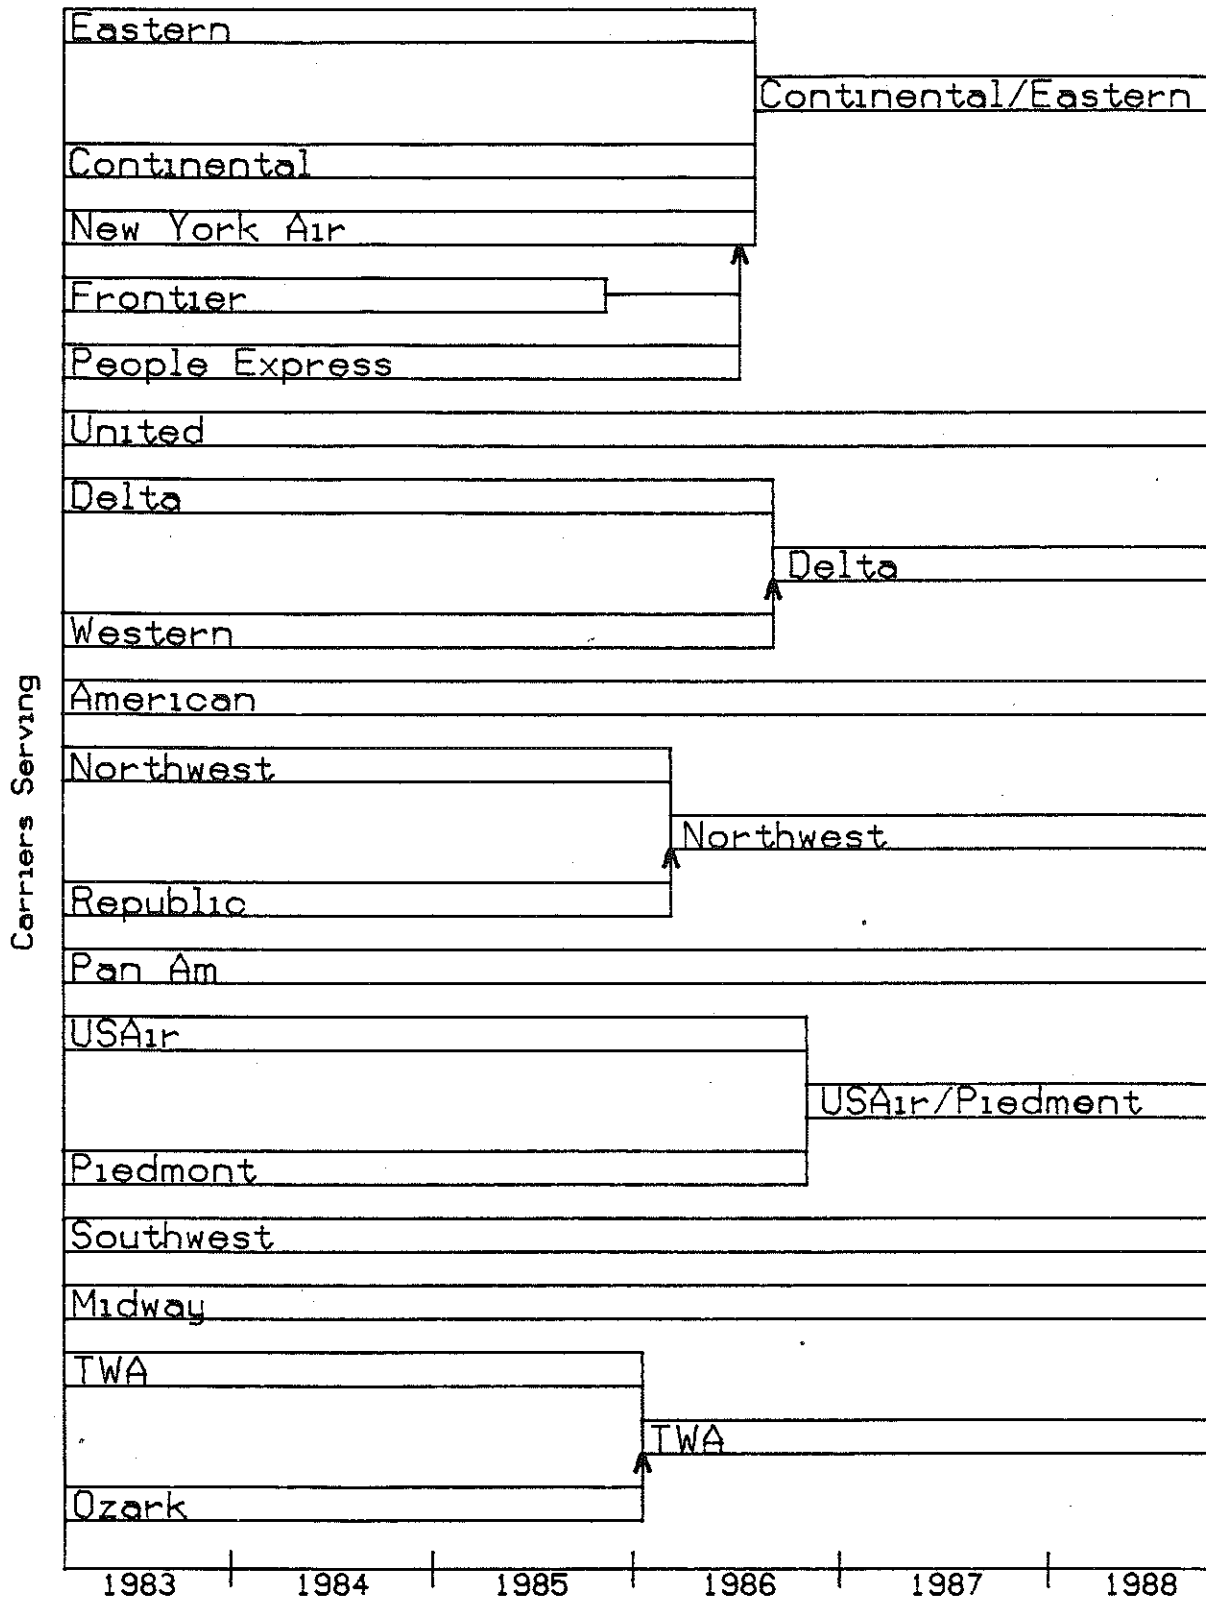 Eastern
Continental/Eastern
Continental
New York Air
Frontier
People Express
United
Delta
Delta
Western
American
Carriers Serving
Northwest
Northwest
Republic
Pan Am
USAir
USAir/Piedmont
Piedmont
Southwest
Midway
TWA
TWA
Ozark
1983 1984 1985 1986 1987 1988